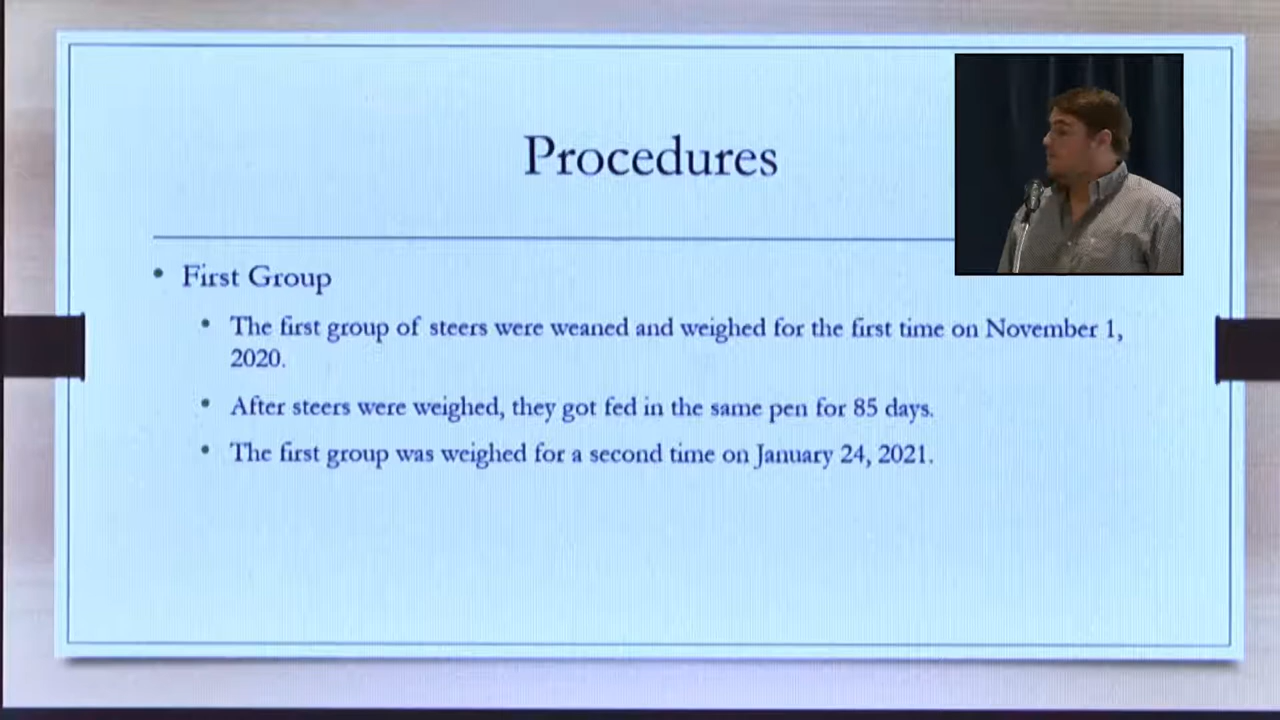 Procedures
First Group
The first group of steers were weaned and weighed for the first time on November 1,
2020.
After steers were weighed, they got fed in the same pen for 85 days.
The first group was weighed for a second time on January 24, 2021.